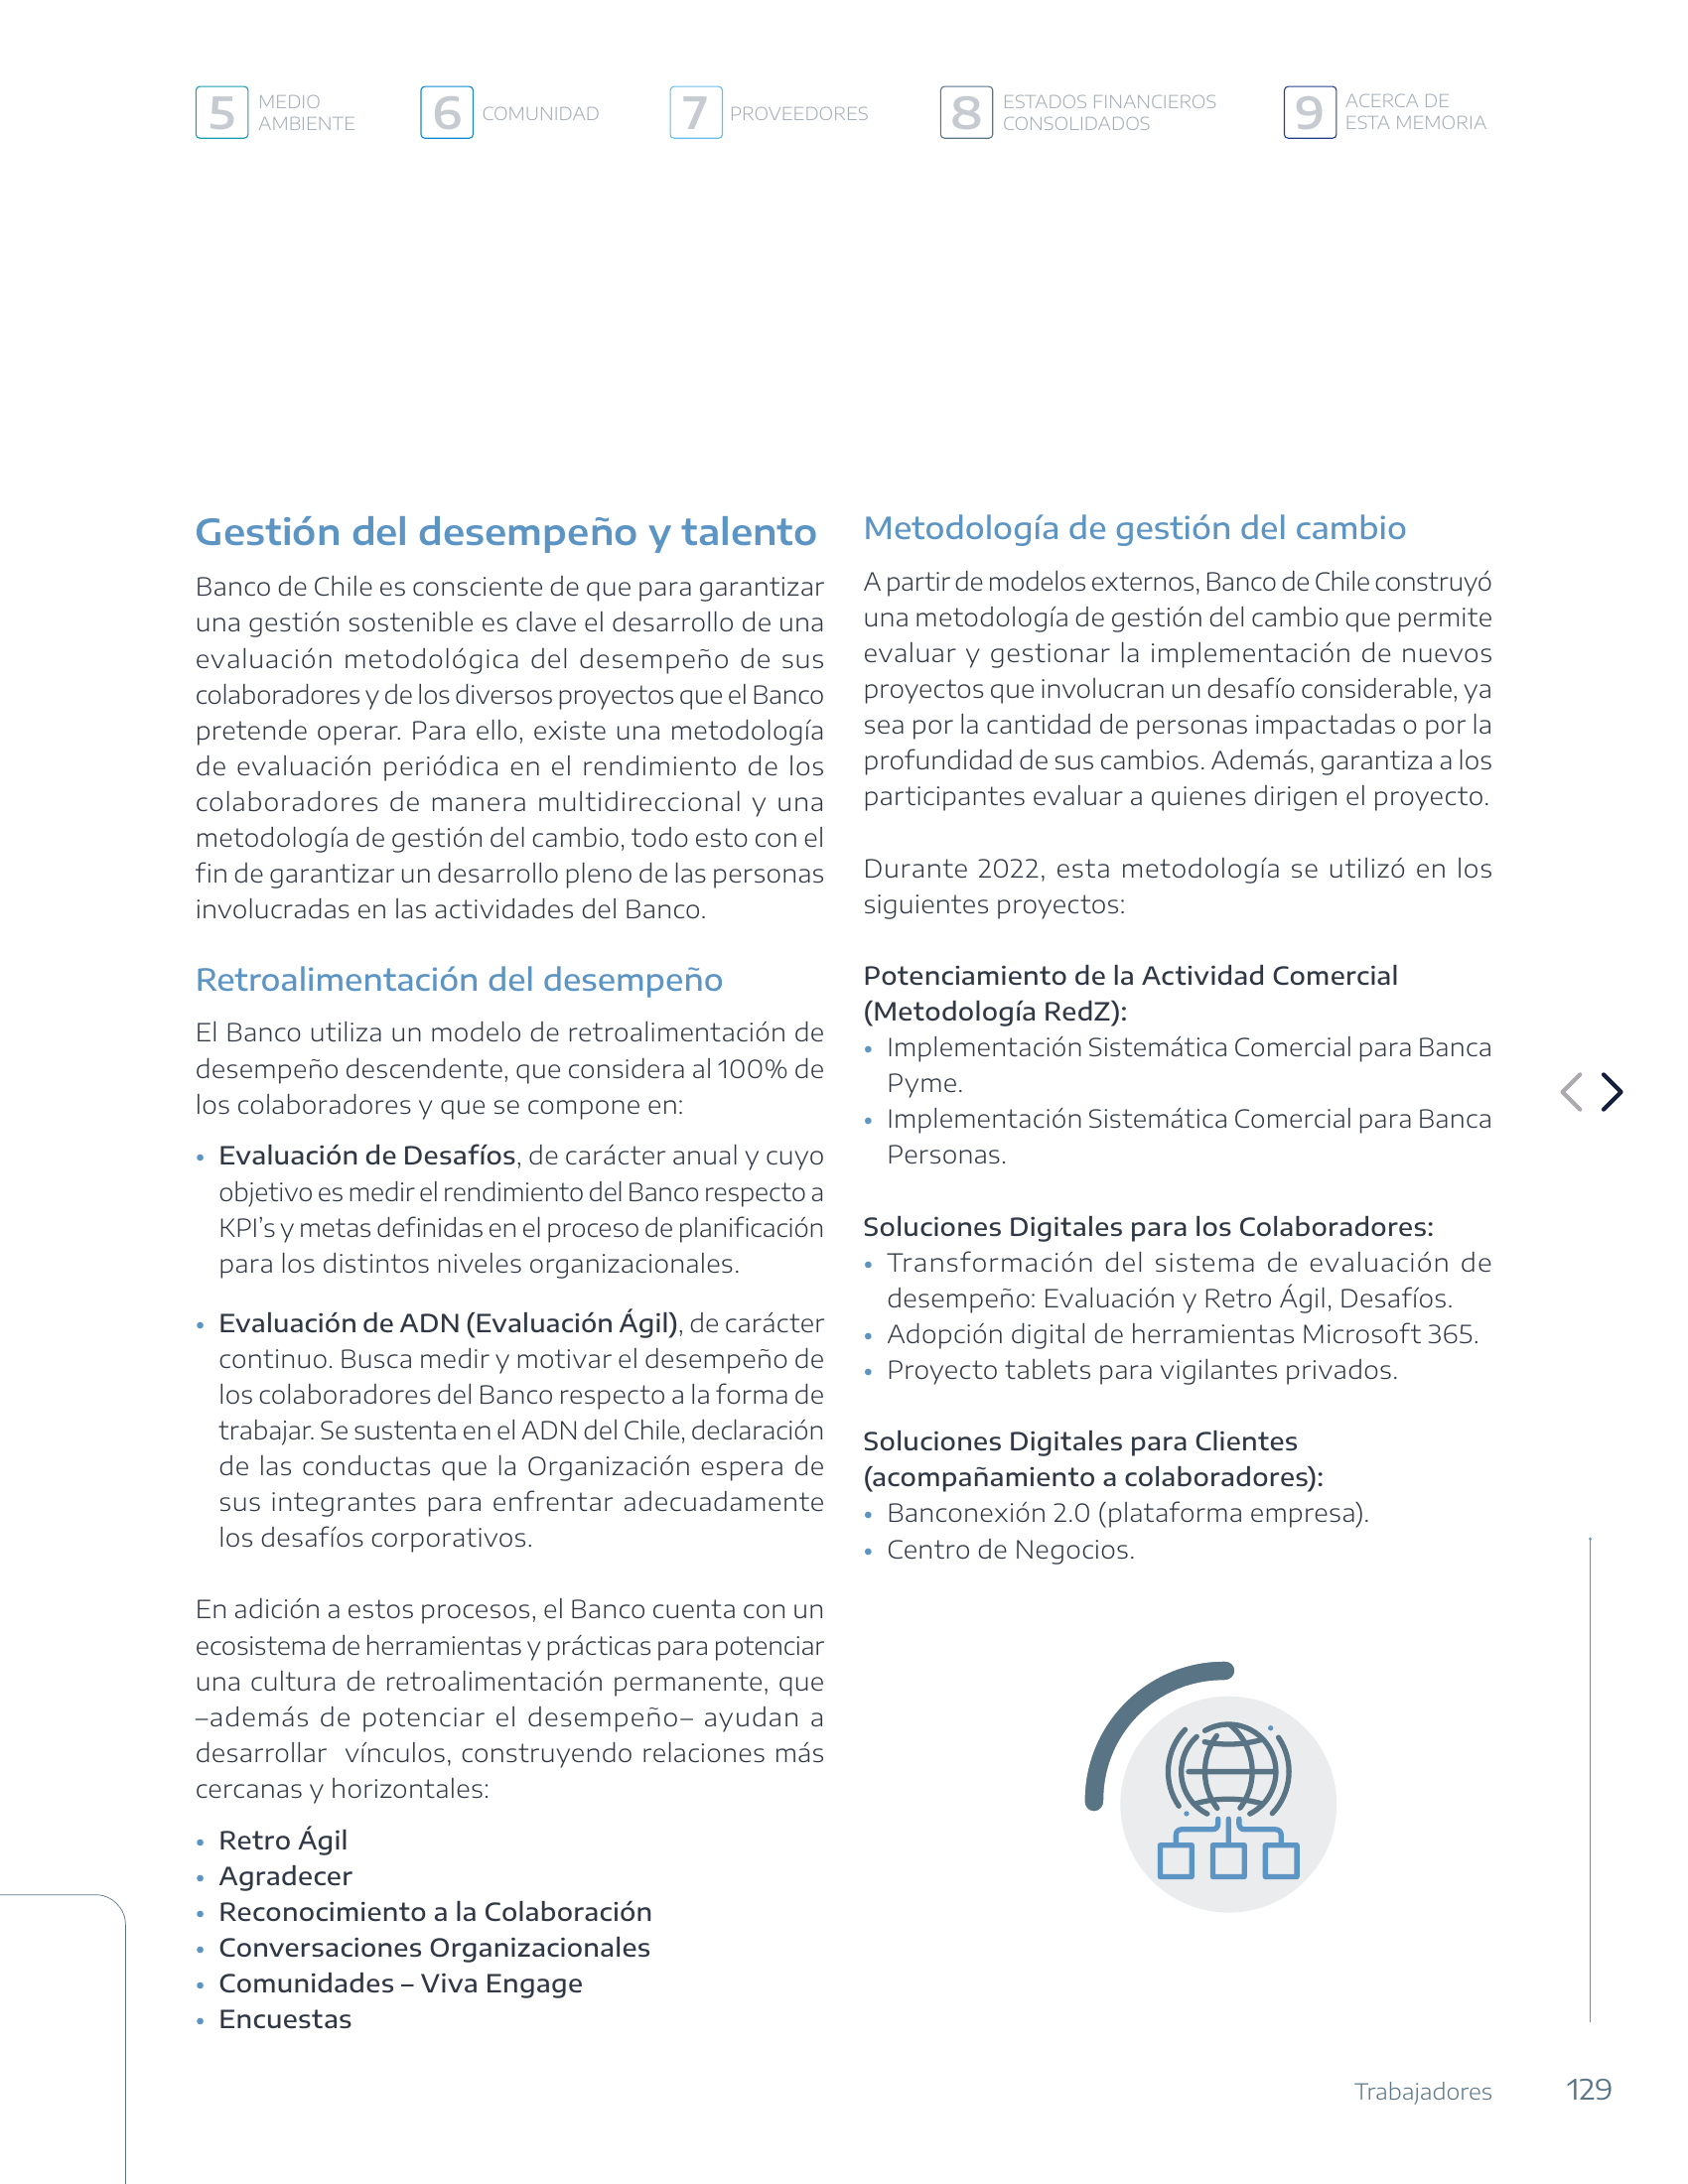 5 MEDIO
AMBIENTE
6 COMUNIDAD
7 PROVEEDORES
8 ESTADOS FINANCIEROS
CONSOLIDADOS
9 ACERCA DE
ESTA MEMORIA
Gestión del desempeño y talento
Banco de Chile es consciente de que para garantizar
una gestión sostenible es clave el desarrollo de una
evaluación metodológica del desempeño de sus
colaboradores y de los diversos proyectos que el Banco
pretende operar. Para ello, existe una metodología
de evaluación periódica en el rendimiento de los
colaboradores de manera multidireccional y una
metodología de gestión del cambio, todo esto con el
fin de garantizar un desarrollo pleno de las personas
involucradas en las actividades del Banco.
Retroalimentación del desempeño
El Banco utiliza un modelo de retroalimentación de
desempeño descendente, que considera al 100% de
los colaboradores y que se compone en:
• Evaluación de Desafíos, de carácter anual y cuyo
objetivo es medir el rendimiento del Banco respecto a
KPI’s y metas definidas en el proceso de planificación
para los distintos niveles organizacionales.
• Evaluación de ADN (Evaluación Ágil), de carácter
continuo. Busca medir y motivar el desempeño de
los colaboradores del Banco respecto a la forma de
trabajar. Se sustenta en el ADN del Chile, declaración
de las conductas que la Organización espera de
sus integrantes para enfrentar adecuadamente
los desafíos corporativos.
En adición a estos procesos, el Banco cuenta con un
ecosistema de herramientas y prácticas para potenciar
una cultura de retroalimentación permanente, que
–además de potenciar el desempeño– ayudan a
desarrollar vínculos, construyendo relaciones más
cercanas y horizontales:
• Retro Ágil
• Agradecer
• Reconocimiento a la Colaboración
• Conversaciones Organizacionales
• Comunidades – Viva Engage
• Encuestas
Metodología de gestión del cambio
A partir de modelos externos, Banco de Chile construyó
una metodología de gestión del cambio que permite
evaluar y gestionar la implementación de nuevos
proyectos que involucran un desafío considerable, ya
sea por la cantidad de personas impactadas o por la
profundidad de sus cambios. Además, garantiza a los
participantes evaluar a quienes dirigen el proyecto.
Durante 2022, esta metodología se utilizó en los
siguientes proyectos:
Potenciamiento de la Actividad Comercial
(Metodología RedZ):
• Implementación Sistemática Comercial para Banca
Pyme.
• Implementación Sistemática Comercial para Banca
Personas.
Soluciones Digitales para los Colaboradores:
• Transformación del sistema de evaluación de
desempeño: Evaluación y Retro Ágil, Desafíos.
• Adopción digital de herramientas Microsoft 365.
• Proyecto tablets para vigilantes privados.
Soluciones Digitales para Clientes
(acompañamiento a colaboradores):
• Banconexión 2.0 (plataforma empresa).
• Centro de Negocios.
Trabajadores 129